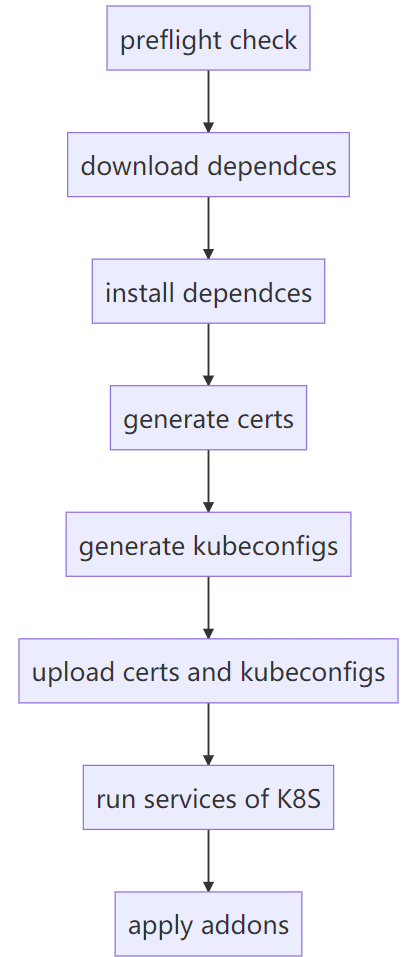 preflight check
download dependces
install dependces
generate certs
generate kubeconfigs
upload certs and kubeconfigs
run services of K8S
apply addons